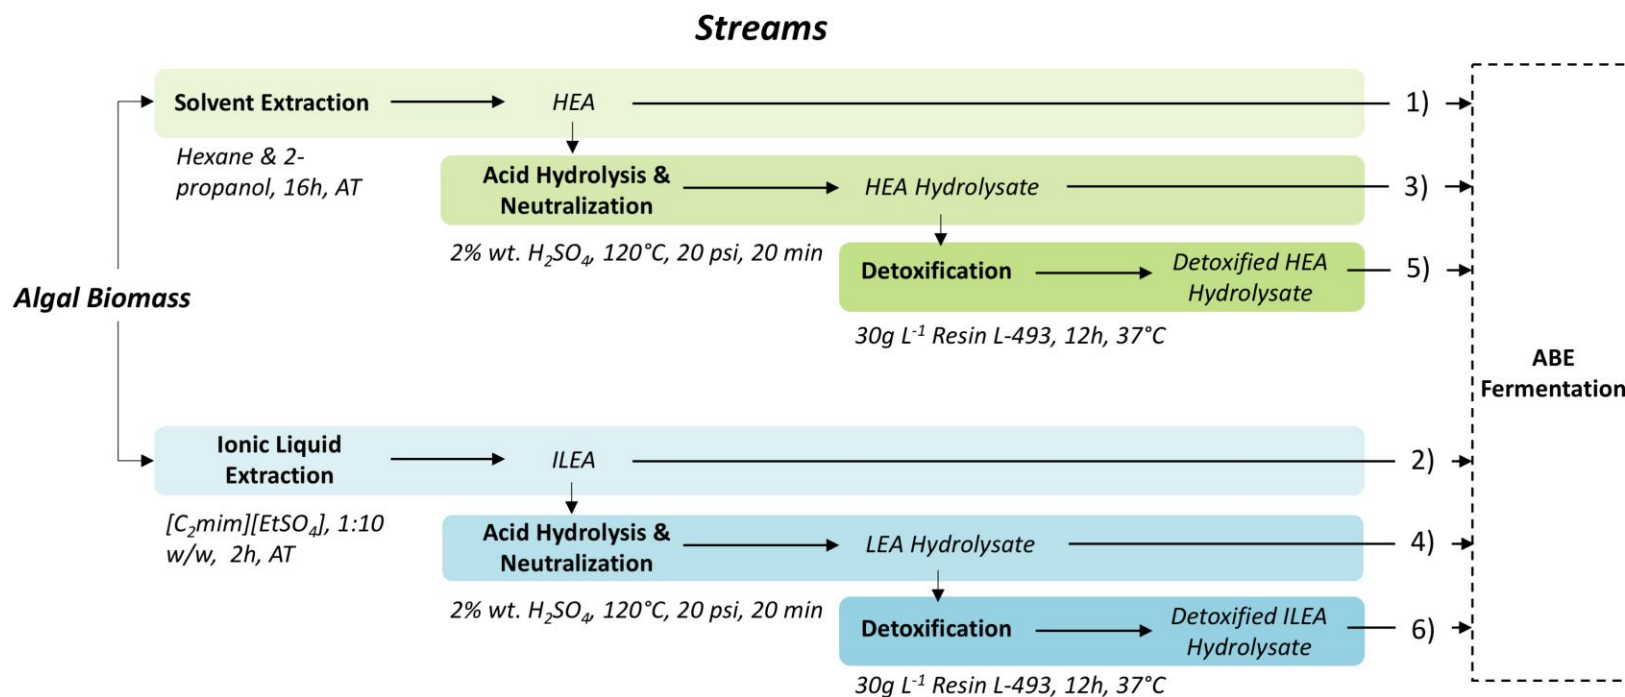 Streams
Solvent Extraction
HEA
1)
Hexane & 2-
propanol, 16h, AT
Acid Hydrolysis &
Neutralization
HEA Hydrolysate
3)
2% wt. H₂SO₄, 120°C, 20 psi, 20 min
Detoxification
Detoxified HEA
Hydrolysate
5)
30g L⁻¹ Resin L-493, 12h, 37°C
Algal Biomass
ABE
Fermentation
Ionic Liquid
Extraction
ILEA
2)
[C₂mim][EtSO₄], 1:10
w/w, 2h, AT
Acid Hydrolysis &
Neutralization
LEA Hydrolysate
4)
2% wt. H₂SO₄, 120°C, 20 psi, 20 min
Detoxification
Detoxified ILEA
Hydrolysate
6)
30g L⁻¹ Resin L-493, 12h, 37°C